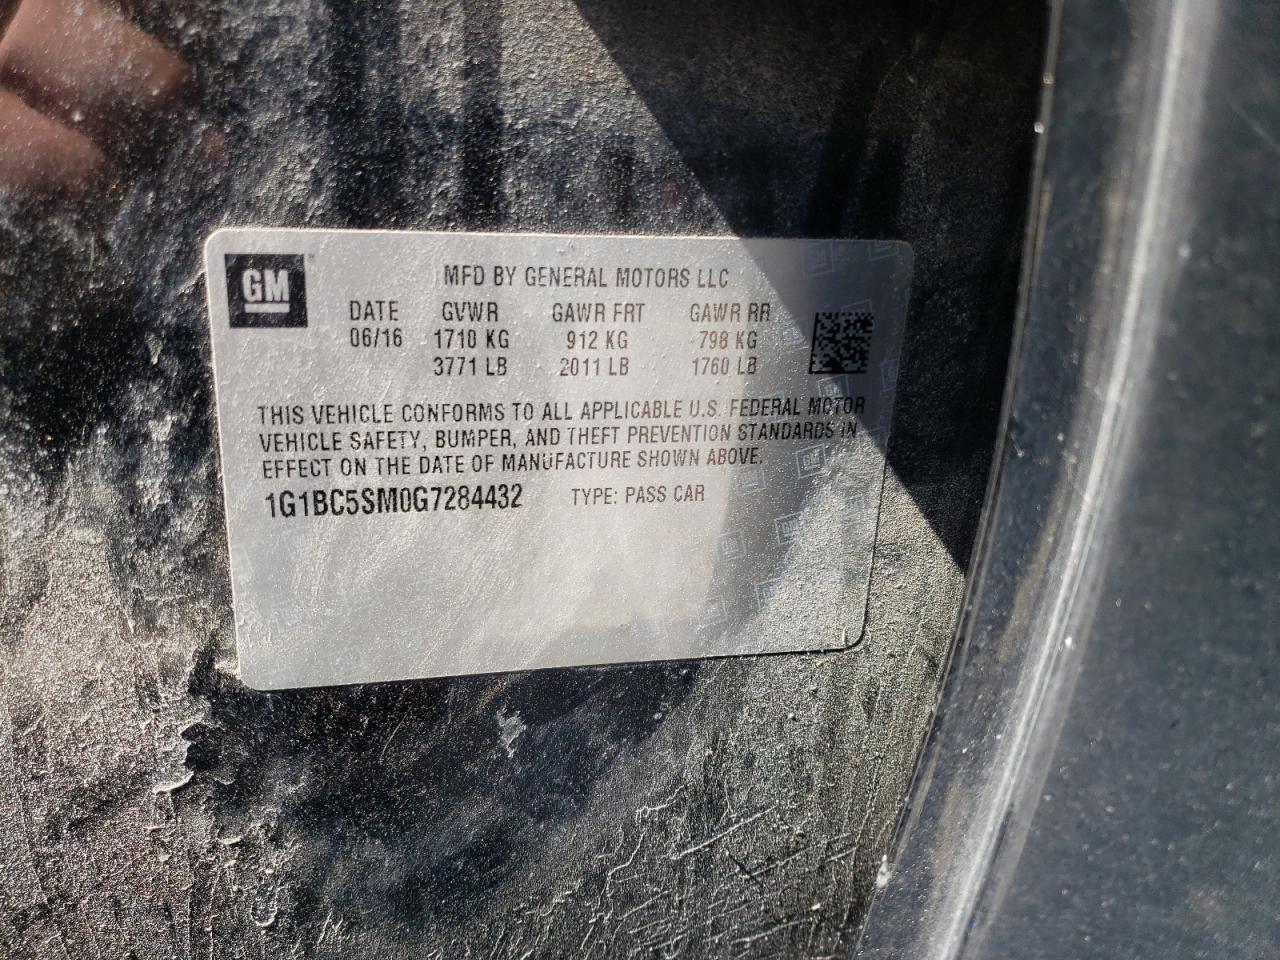 GM
MFD BY GENERAL MOTORS LLC
DATE GVWR GAWR FRT GAWR RR
06/16 1710 KG 912 KG 798 KG
3771 LB 2011 LB 1760 LB
THIS VEHICLE CONFORMS TO ALL APPLICABLE U.S. FEDERAL MOTOR
VEHICLE SAFETY, BUMPER, AND THEFT PREVENTION STANDARDS IN
EFFECT ON THE DATE OF MANUFACTURE SHOWN ABOVE.
1G1BC5SM0G7284432 TYPE: PASS CAR